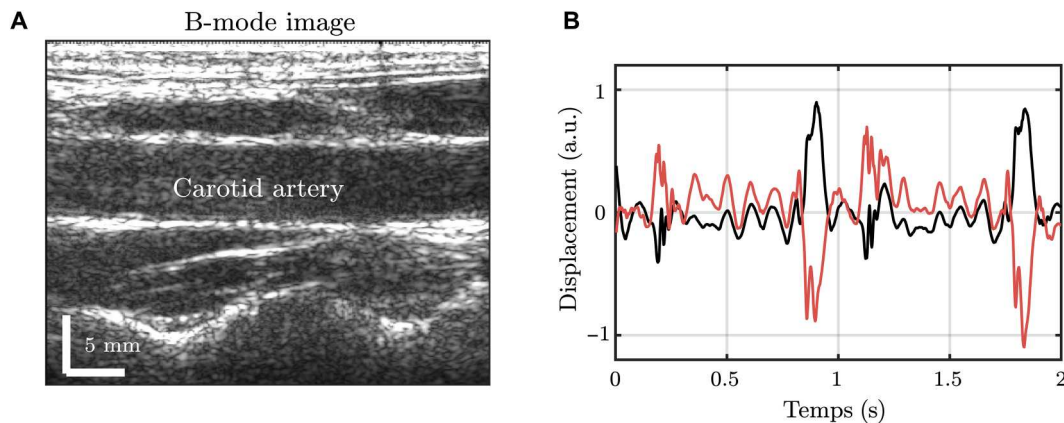 A
B-mode image
Carotid artery
5 mm
B
Displacement (a.u.)
1
0
−1
0
0.5
1
1.5
2
Temps (s)